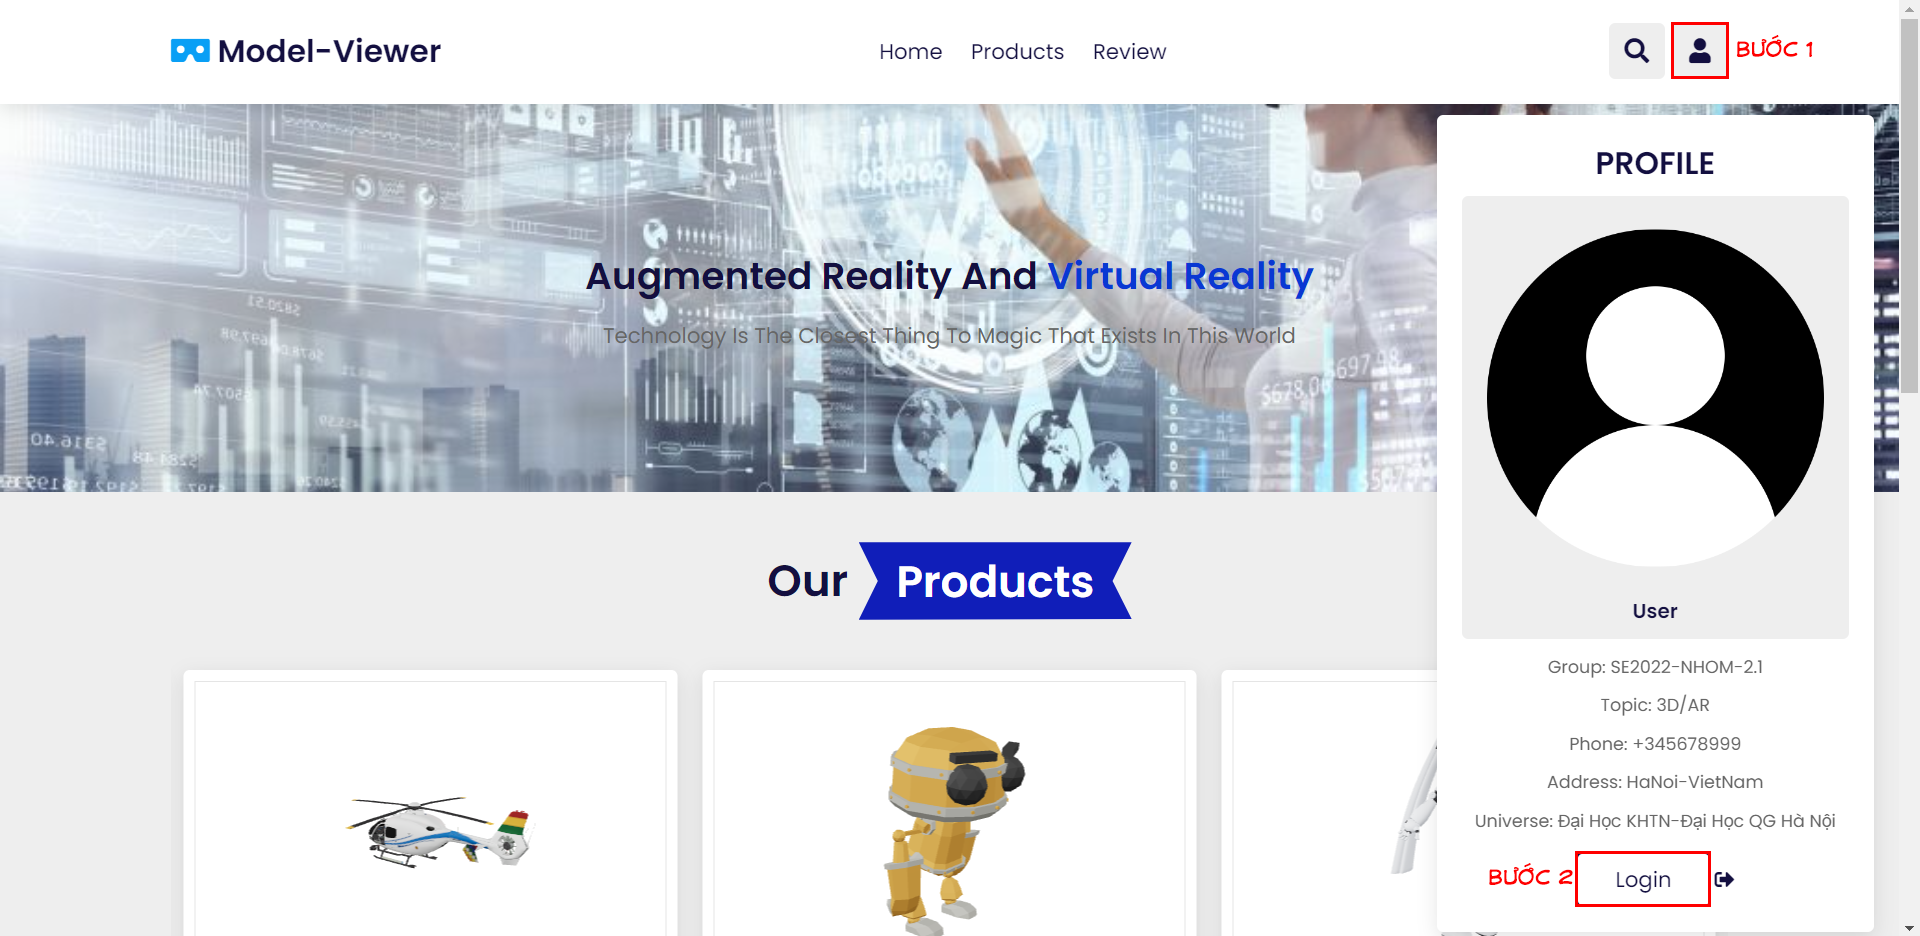 Model-Viewer
Home Products Review
BƯỚC 1
Augmented Reality And Virtual Reality
Technology Is The Closest Thing To Magic That Exists In This World
Our Products
PROFILE
User
Group: SE2022-NHOM-2.1
Topic: 3D/AR
Phone: +345678999
Address: HaNoi-VietNam
Universe: Đại Học KHTN-Đại Học QG Hà Nội
BƯỚC 2 Login